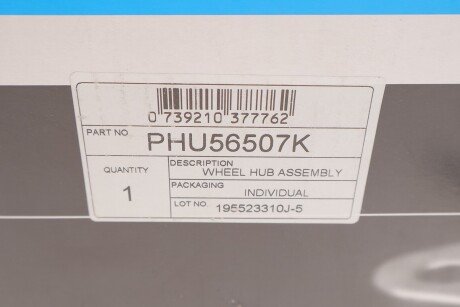 0 739210 377762
PART NO. PHU56507K
QUANTITY
1
DESCRIPTION
WHEEL HUB ASSEMBLY
PACKAGING
INDIVIDUAL
LOT NO. 195523310J-5